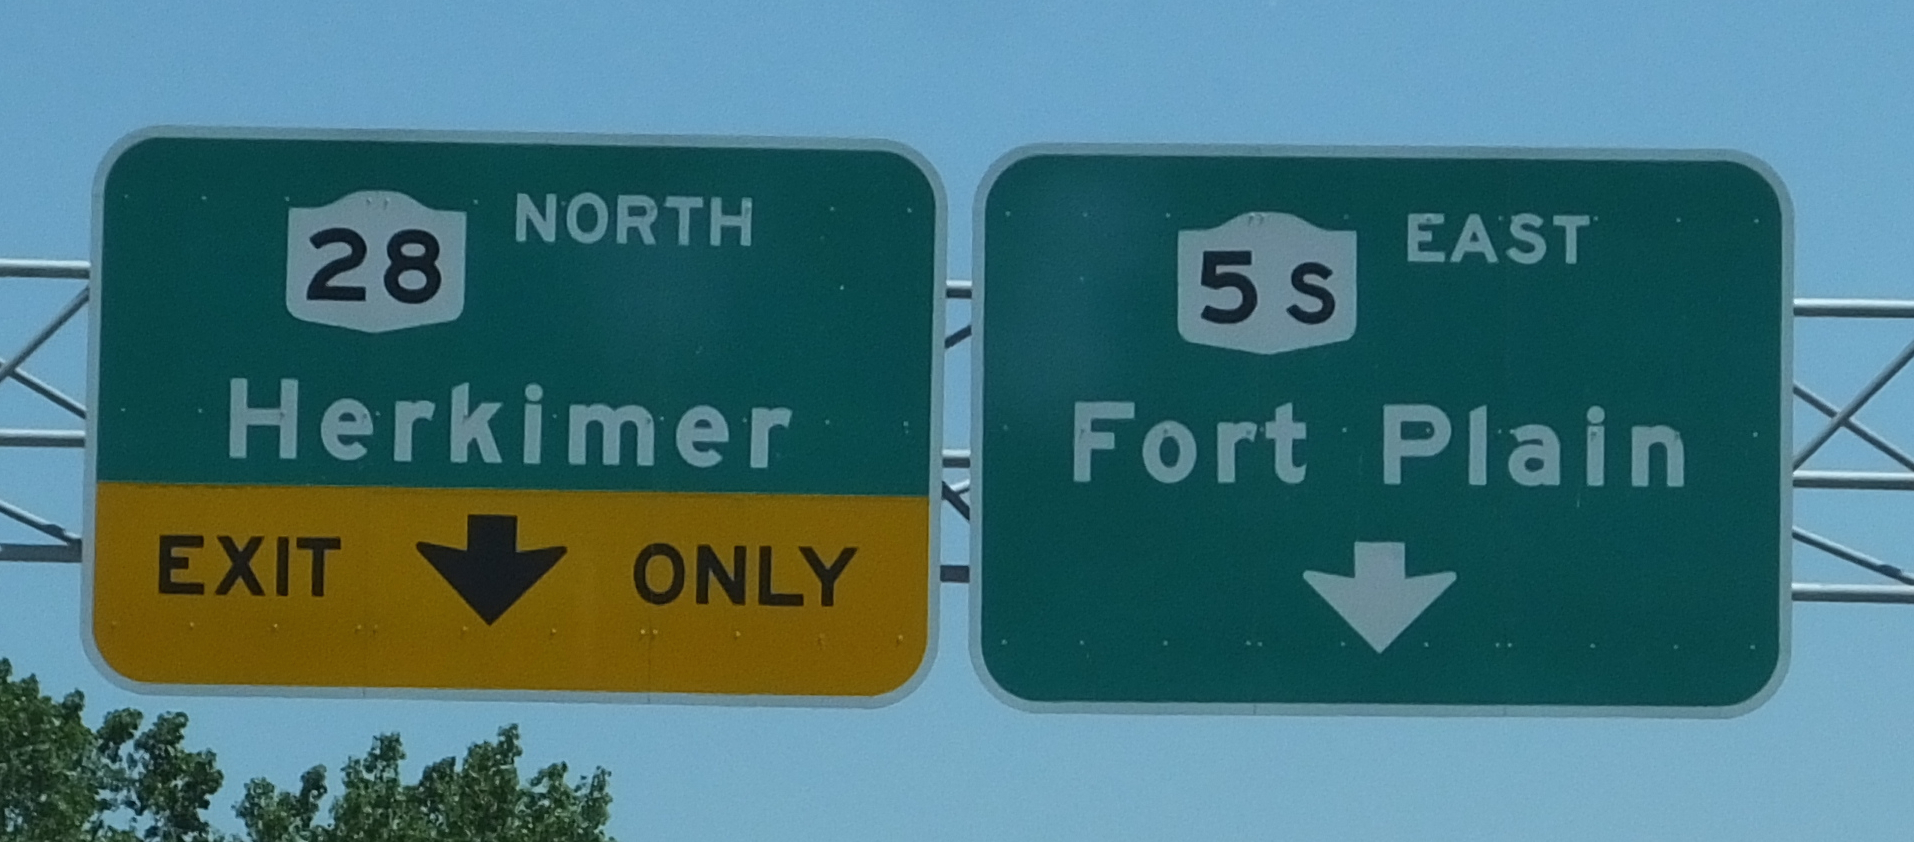 28 NORTH
Herkimer
EXIT ONLY
5S EAST
Fort Plain